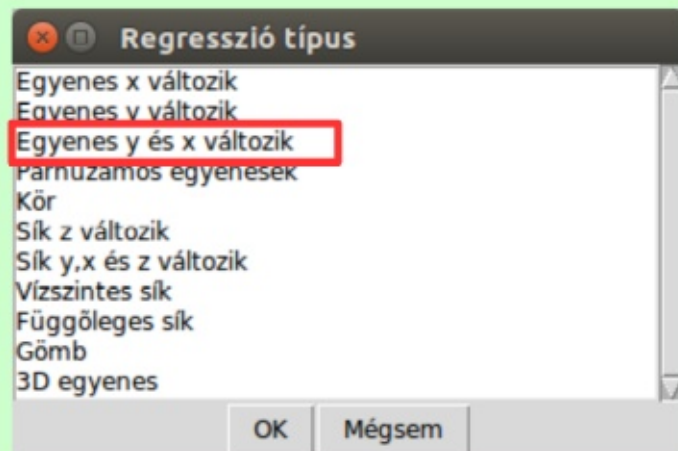 Regresszió típus
Egyenes x változik
Egyenes y változik
Egyenes y és x változik
Párhuzamos egyenesek
Kör
Sík z változik
Sík y,x és z változik
Vízszintes sík
Függõleges sík
Gömb
3D egyenes
OK Mégsem